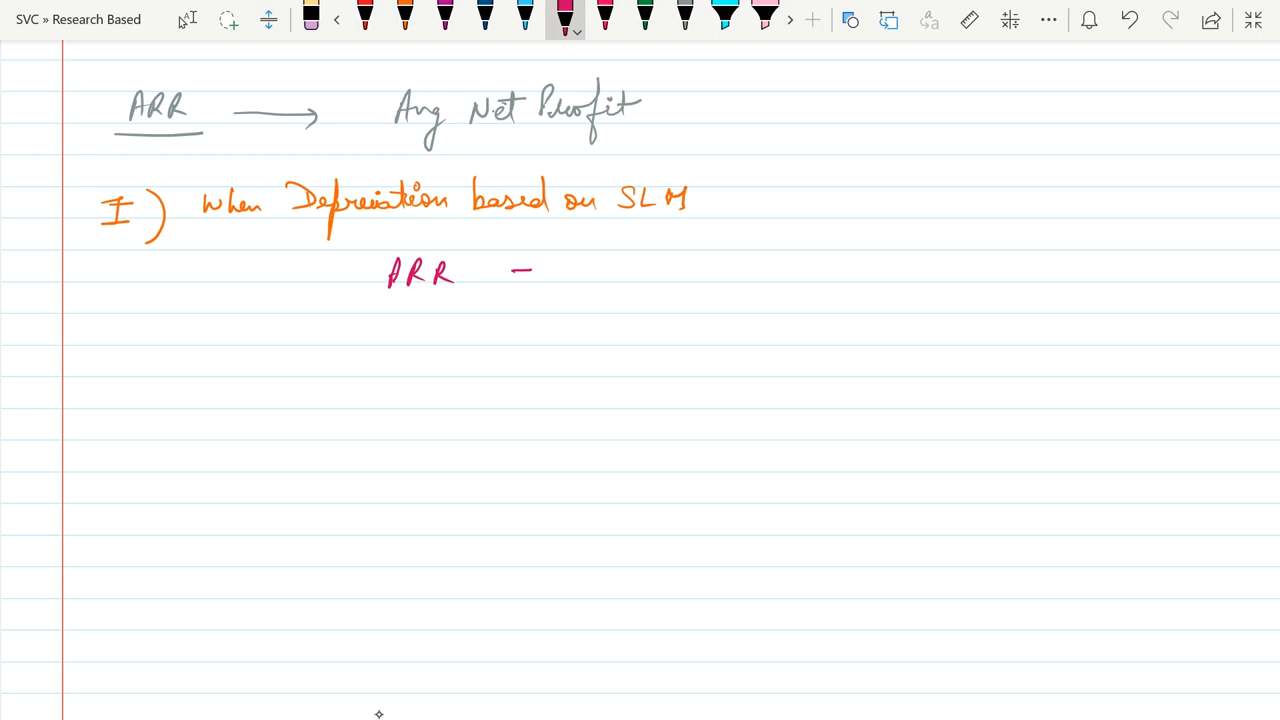 SVC » Research Based
ARR → Avg Net Profit
I) When Depreciation based on SLM
ARR =